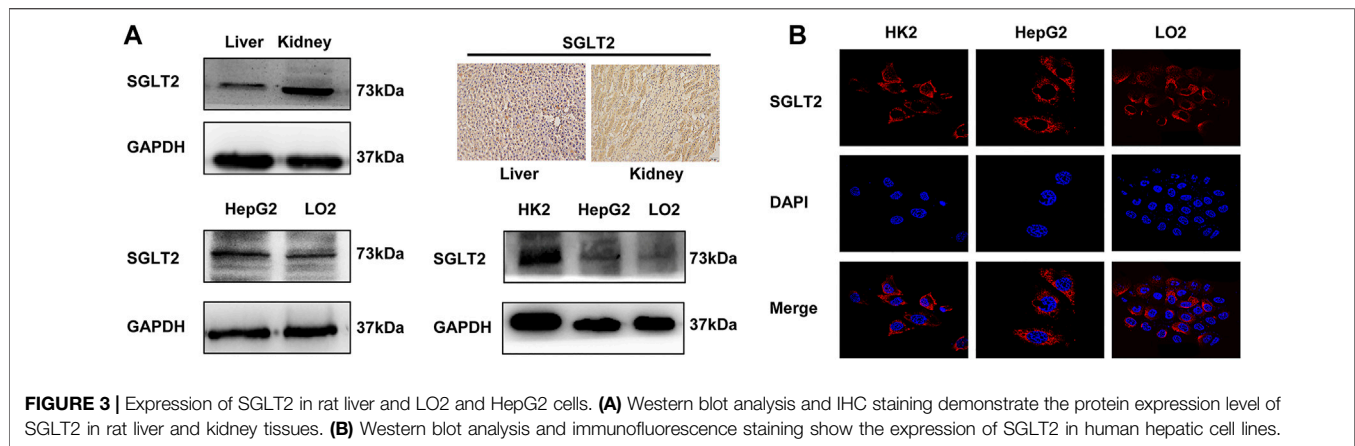 A
Liver Kidney
SGLT2
73kDa
GAPDH
37kDa
SGLT2
Liver Kidney
HepG2 LO2
SGLT2
73kDa
GAPDH
37kDa
HK2 HepG2 LO2
SGLT2
73kDa
GAPDH
37kDa
B
HK2 HepG2 LO2
SGLT2
DAPI
Merge
FIGURE 3 | Expression of SGLT2 in rat liver and LO2 and HepG2 cells. (A) Western blot analysis and IHC staining demonstrate the protein expression level of
SGLT2 in rat liver and kidney tissues. (B) Western blot analysis and immunofluorescence staining show the expression of SGLT2 in human hepatic cell lines.